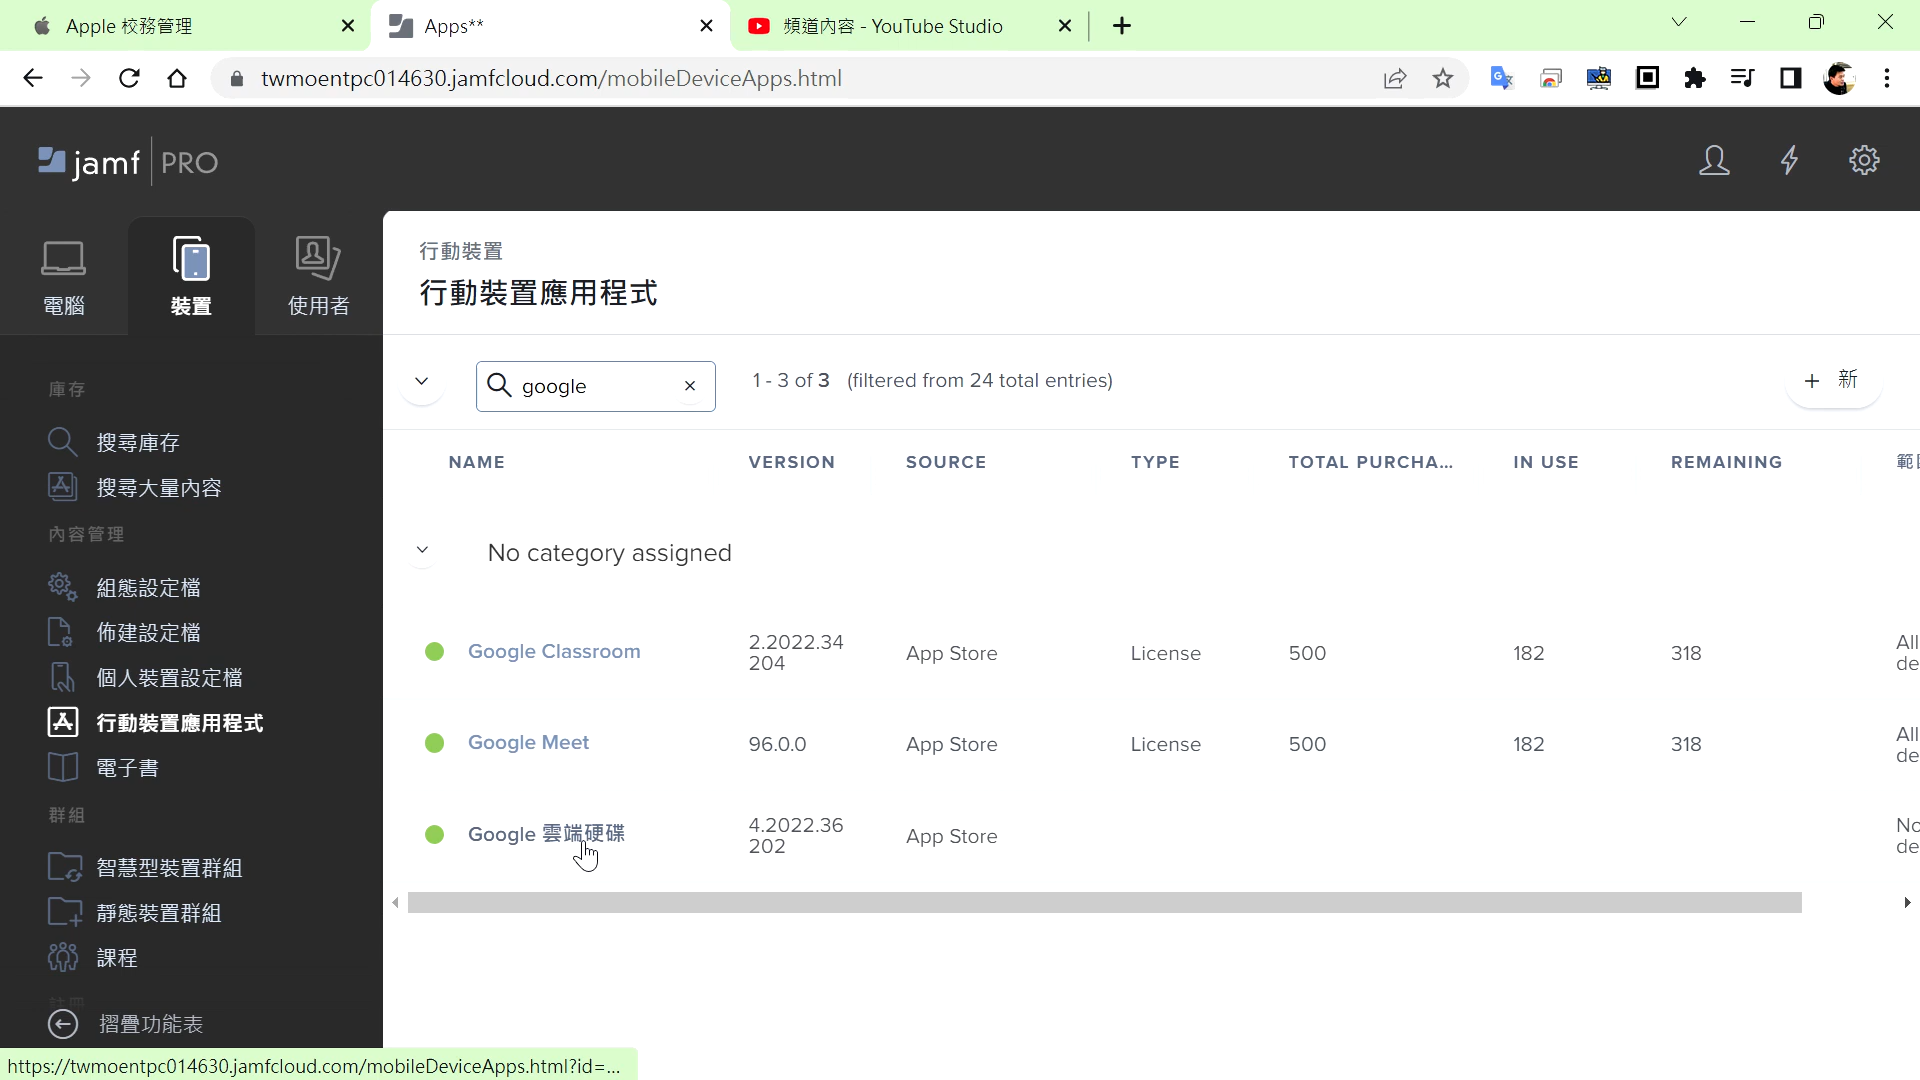 Apple 校務管理
Apps**
頻道內容 - YouTube Studio
twmoentpc014630.jamfcloud.com/mobileDeviceApps.html
jamf PRO
電腦
裝置
使用者
庫存
搜尋庫存
搜尋大量內容
內容管理
組態設定檔
佈建設定檔
個人裝置設定檔
行動裝置應用程式
電子書
群組
智慧型裝置群組
靜態裝置群組
課程
摺疊功能表
行動裝置
行動裝置應用程式
google
1 - 3 of 3 (filtered from 24 total entries)
+ 新
NAME VERSION SOURCE TYPE TOTAL PURCHA... IN USE REMAINING 範
No category assigned
Google Classroom 2.2022.34 204 App Store License 500 182 318 All de
Google Meet 96.0.0 App Store License 500 182 318 All de
Google 雲端硬碟 4.2022.36 202 App Store No de
https://twmoentpc014630.jamfcloud.com/mobileDeviceApps.html?id=...